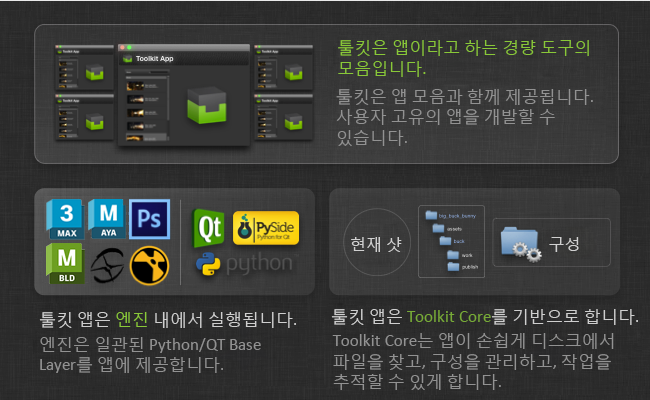 Toolkit App
툴킷은 앱이라고 하는 경량 도구의
모음입니다.
툴킷은 앱 모음과 함께 제공됩니다.
사용자 고유의 앱을 개발할 수
있습니다.
3
MAX
M
AYA
Ps
Qt
PySide
Python for Qt
M
BLD
python
현재 샷
big_buck_bunny
assets
buck
work
publish
구성
툴킷 앱은 엔진 내에서 실행됩니다.
엔진은 일관된 Python/QT Base
Layer를 앱에 제공합니다.
툴킷 앱은 Toolkit Core를 기반으로 합니다.
Toolkit Core는 앱이 손쉽게 디스크에서
파일을 찾고, 구성을 관리하고, 작업을
추적할 수 있게 합니다.